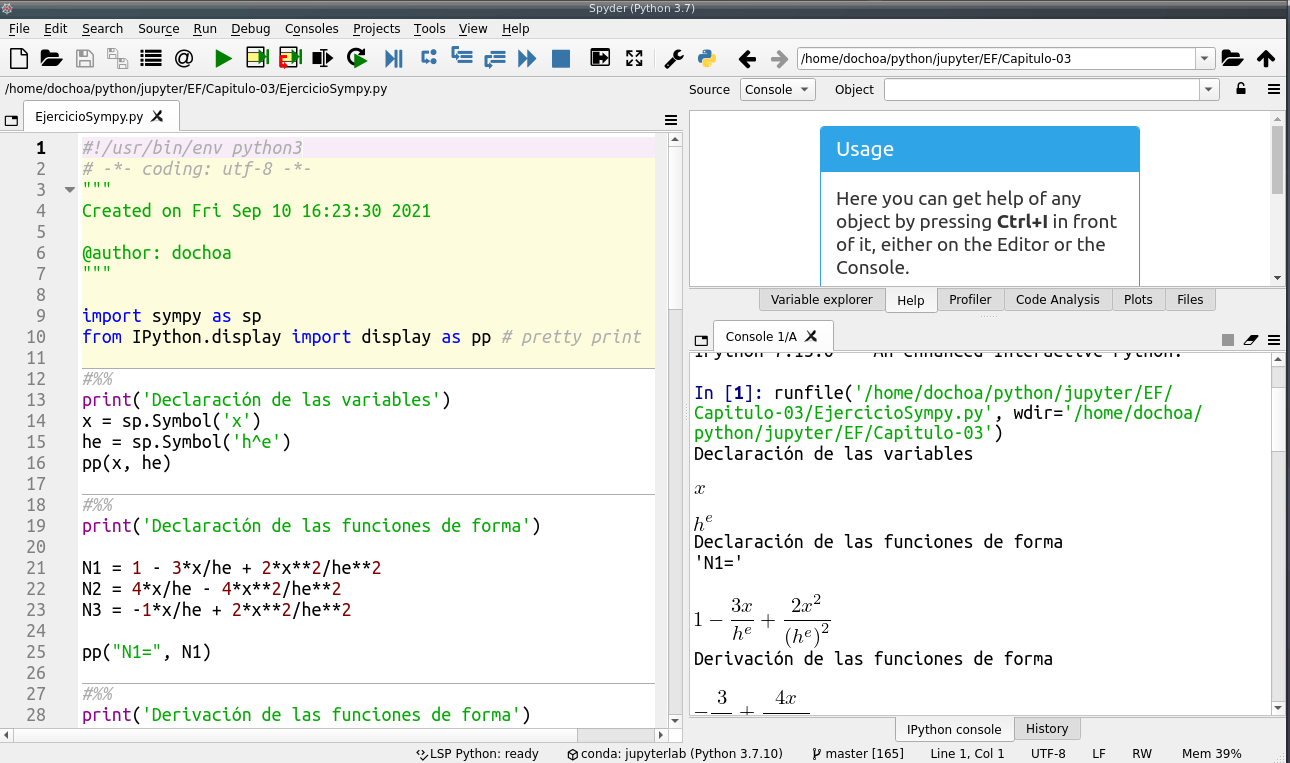 Spyder (Python 3.7)
File Edit Search Source Run Debug Consoles Projects Tools View Help
/home/dochoa/python/jupyter/EF/Capitulo-03
/home/dochoa/python/jupyter/EF/Capitulo-03/EjercicioSympy.py
EjercicioSympy.py
1 #!/usr/bin/env python3
2 # -*- coding: utf-8 -*-
3 """
4 Created on Fri Sep 10 16:23:30 2021
5
6 @author: dochoa
7 """
8
9 import sympy as sp
10 from IPython.display import display as pp # pretty print
11
12 #%%
13 print('Declaración de las variables')
14 x = sp.Symbol('x')
15 he = sp.Symbol('h^e')
16 pp(x, he)
17
18 #%%
19 print('Declaración de las funciones de forma')
20
21 N1 = 1 - 3*x/he + 2*x**2/he**2
22 N2 = 4*x/he - 4*x**2/he**2
23 N3 = -1*x/he + 2*x**2/he**2
24
25 pp("N1=", N1)
26
27 #%%
28 print('Derivación de las funciones de forma')
Source Console Object
Usage
Here you can get help of any
object by pressing Ctrl+I in front
of it, either on the Editor or the
Console.
Variable explorer Help Profiler Code Analysis Plots Files
Console 1/A
IPython 7.13.0 -- An enhanced Interactive Python.
In [1]: runfile('/home/dochoa/python/jupyter/EF/
Capitulo-03/EjercicioSympy.py', wdir='/home/dochoa/
python/jupyter/EF/Capitulo-03')
Declaración de las variables
x
h^e
Declaración de las funciones de forma
'N1='
1 − 3x/h^e + 2x^2/(h^e)^2
Derivación de las funciones de forma
− 3 + 4x
IPython console History
LSP Python: ready conda: jupyterlab (Python 3.7.10) master [165] Line 1, Col 1 UTF-8 LF RW Mem 39%